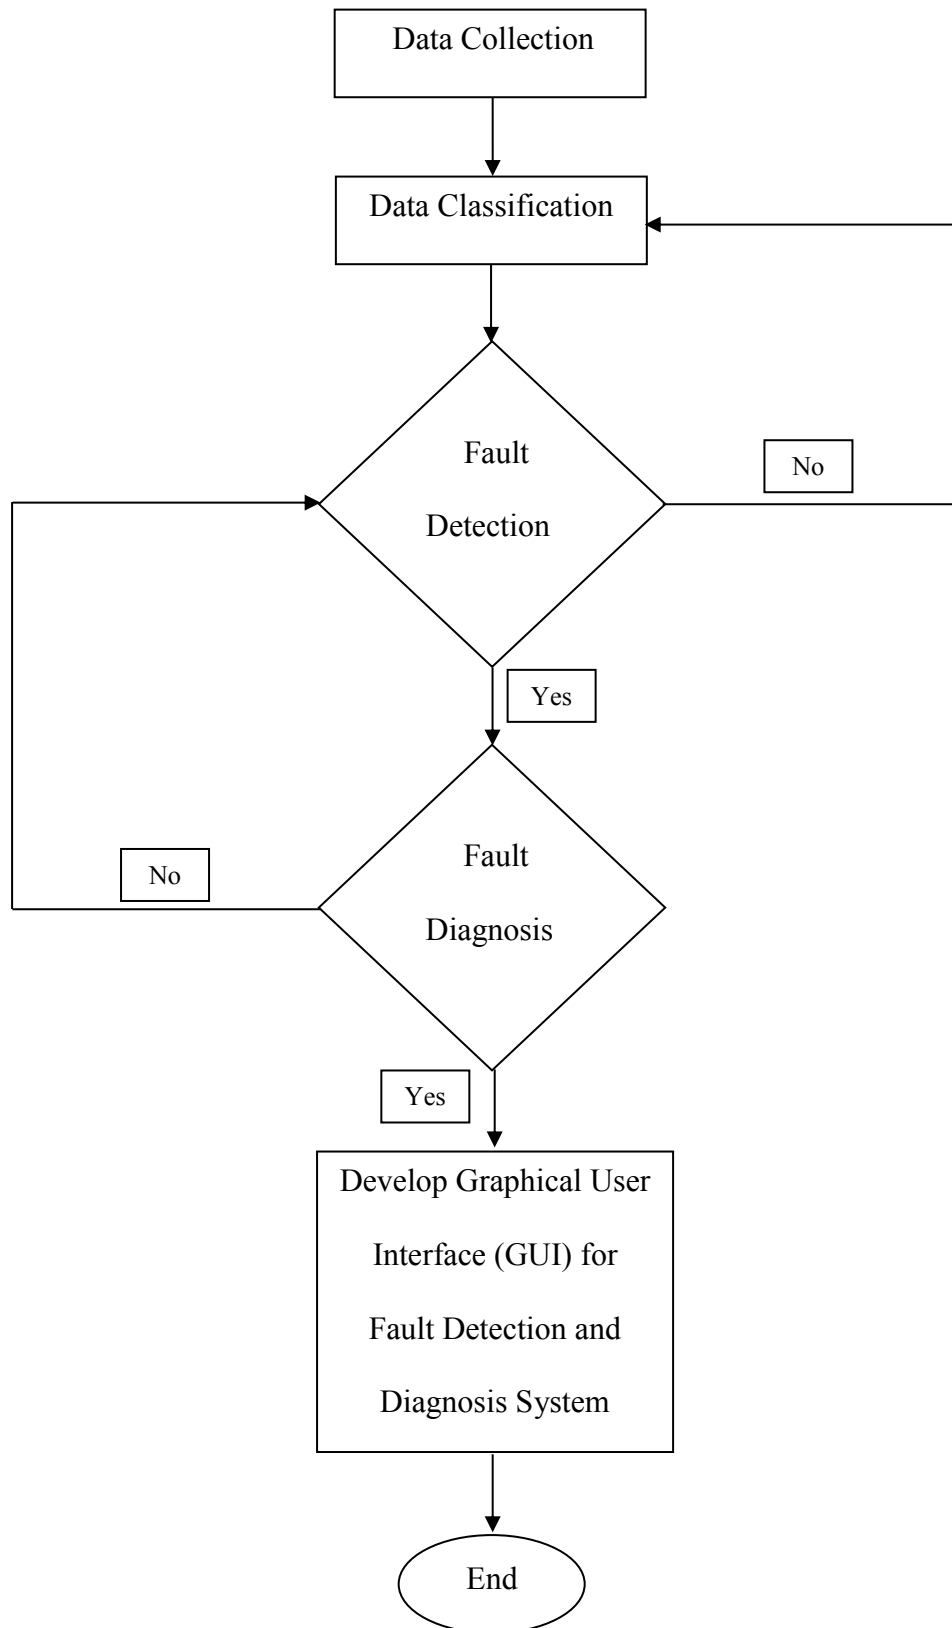 Data Collection
Data Classification
Fault
Detection
No
Yes
Fault
Diagnosis
No
Yes
Develop Graphical User
Interface (GUI) for
Fault Detection and
Diagnosis System
End